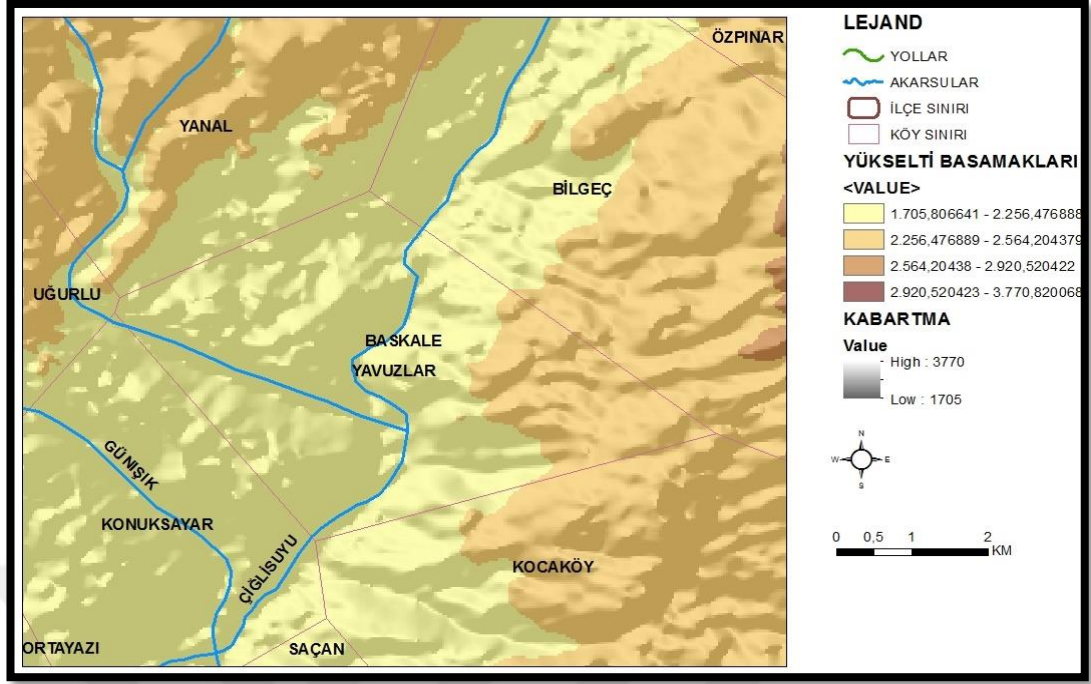 ÖZPINAR
YANAL
BİLGEÇ
UĞURLU
BASKALE
YAVUZLAR
GÜNIŞIK
KONUKSAYAR
ÇİĞLİSUYU
KOCAKÖY
ORTAYAZI
SAÇAN
LEJAND
YOLLAR
AKARSULAR
İLÇE SINIRI
KÖY SINIRI
YÜKSELTİ BASAMAKLARI
<VALUE>
1.705,806641 - 2.256,476888
2.256,476889 - 2.564,204379
2.564,20438 - 2.920,520422
2.920,520423 - 3.770,820068
KABARTMA
Value
High : 3770
Low : 1705
N
W E
S
0 0,5 1 2
KM